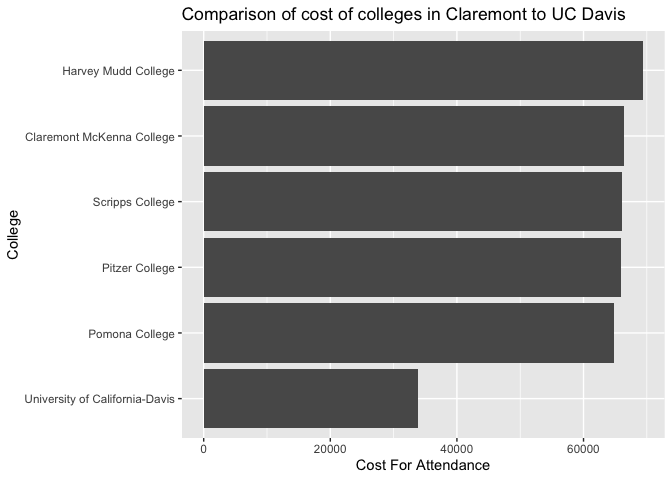 Comparison of cost of colleges in Claremont to UC Davis
College
Harvey Mudd College
Claremont McKenna College
Scripps College
Pitzer College
Pomona College
University of California-Davis
0 20000 40000 60000
Cost For Attendance